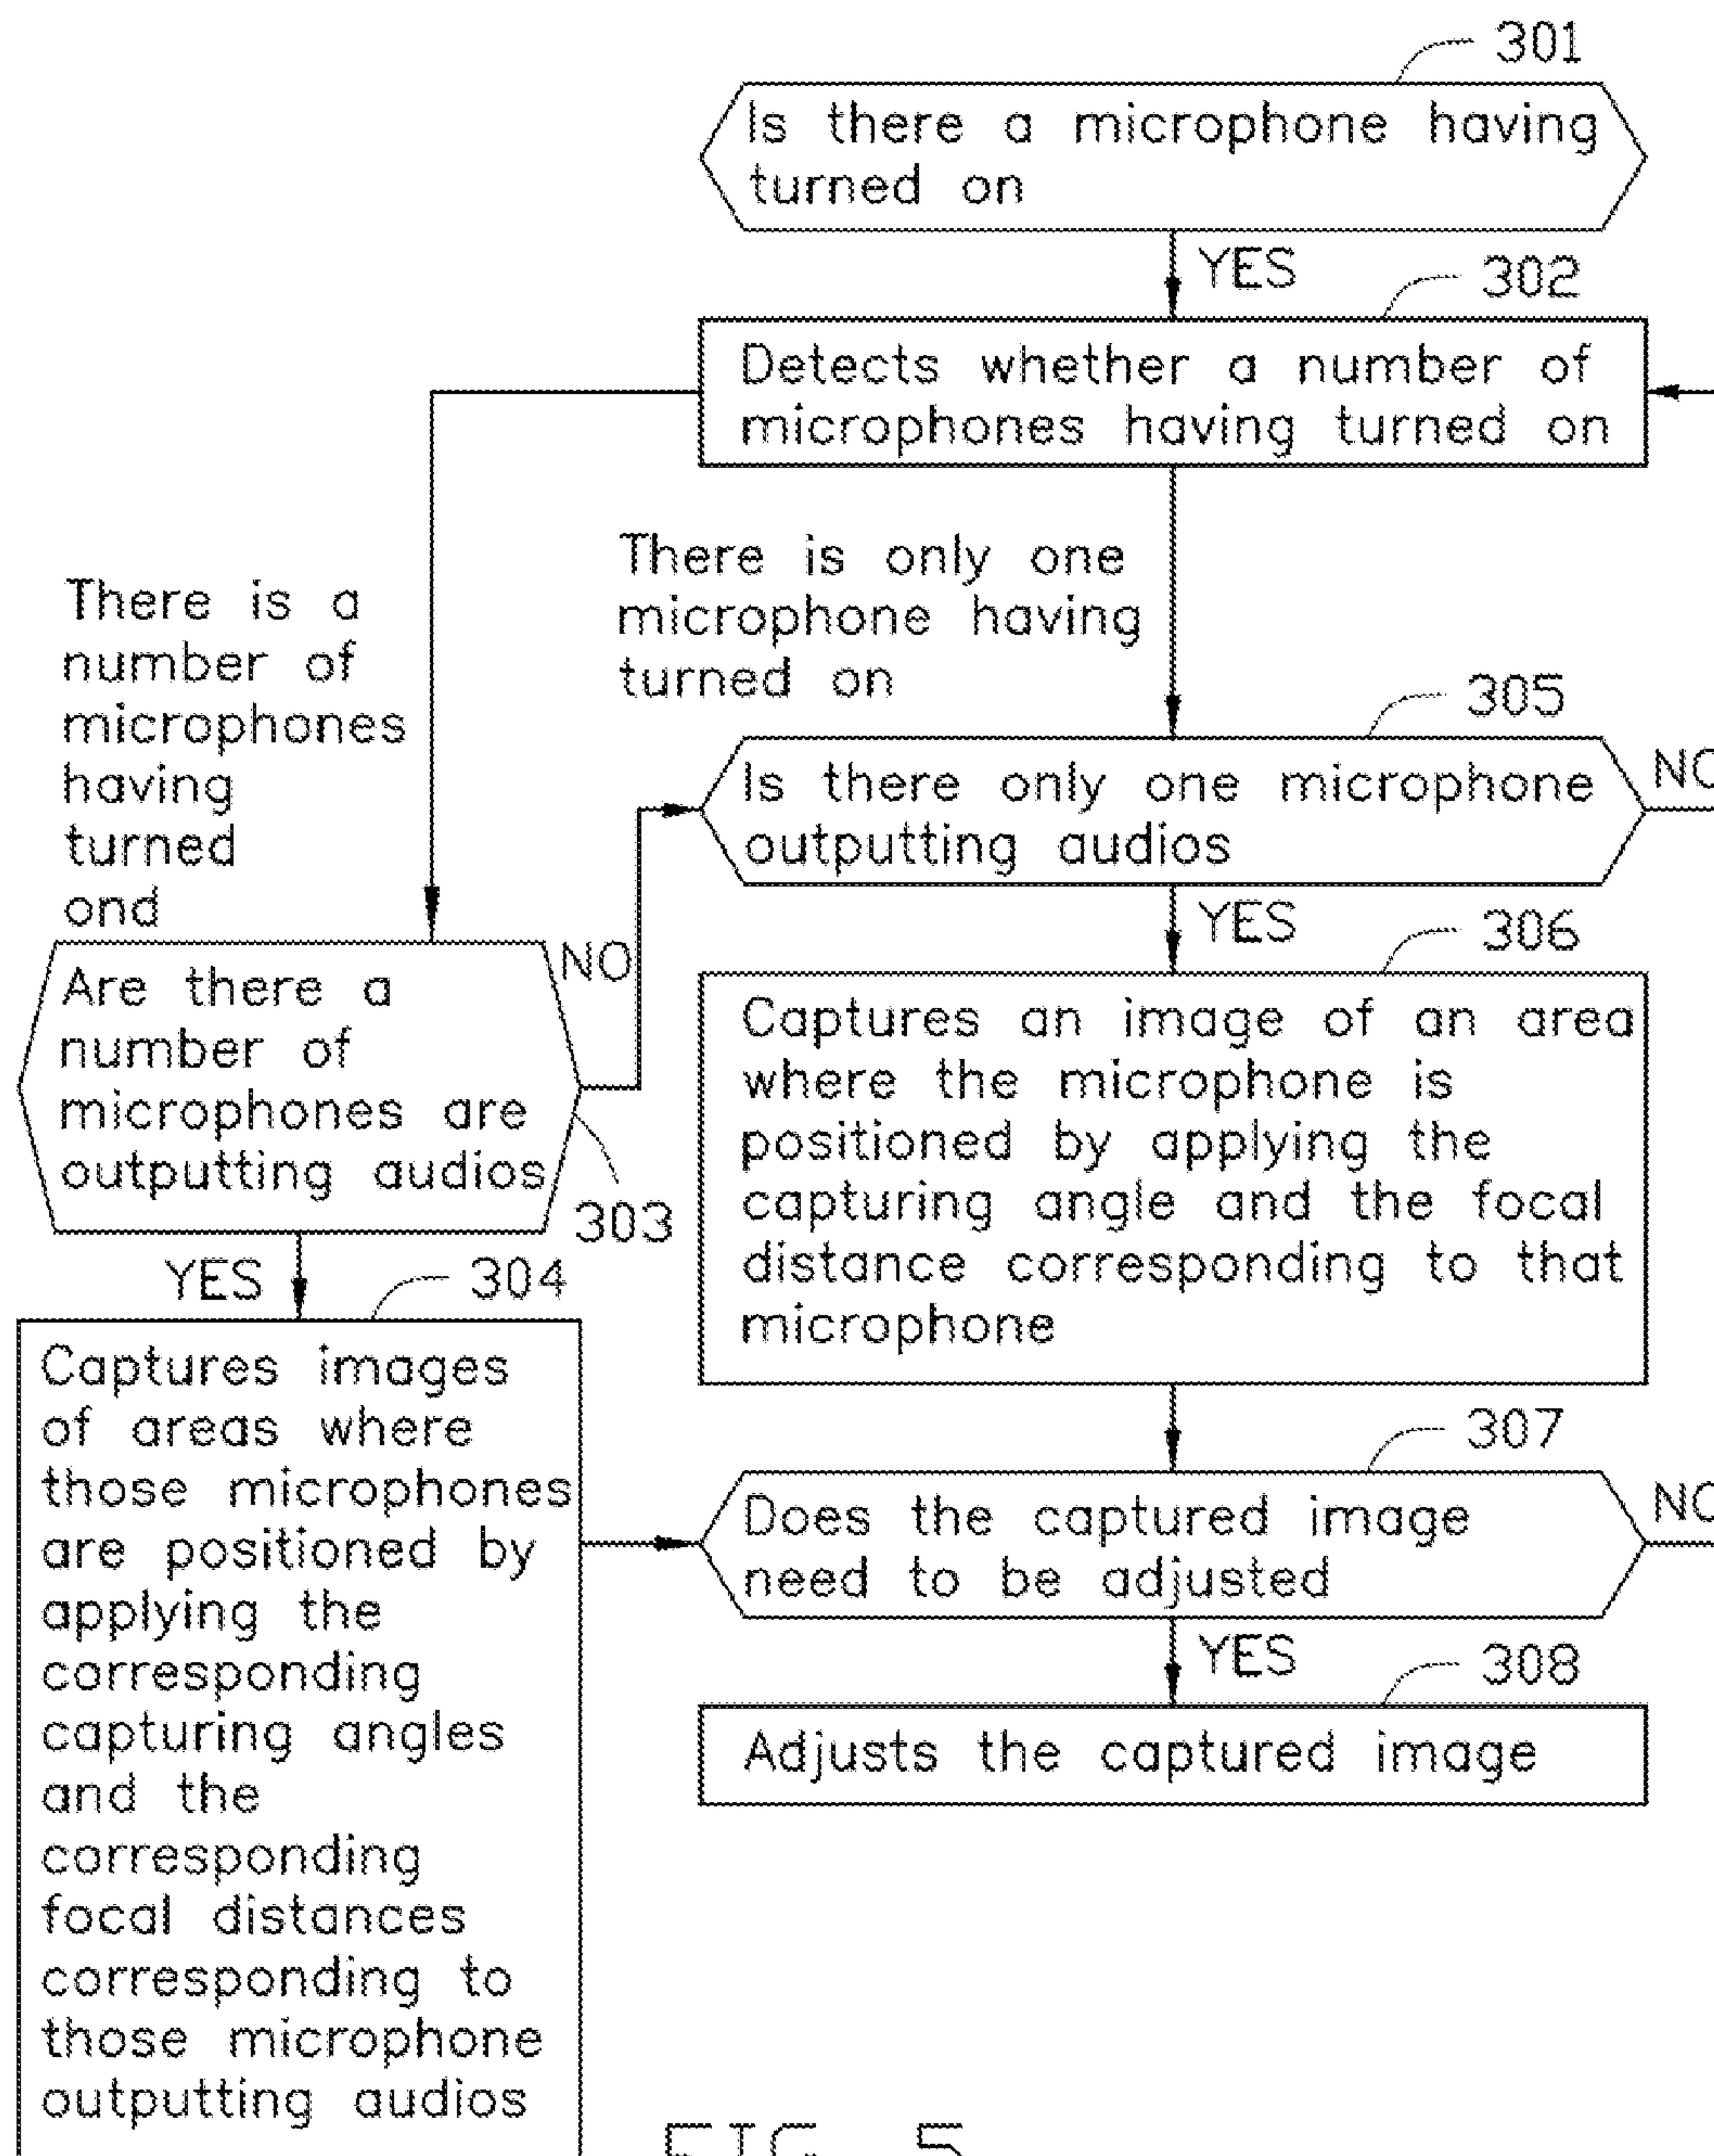 301
Is there a microphone having
turned on
YES
302
Detects whether a number of
microphones having turned on
There is a
number of
microphones
having
turned
ond
There is only one
microphone having
turned on
305
Is there only one microphone
outputting audios
NO
YES
Are there a
number of
microphones are
outputting audios
NO
303
306
Captures an image of an area
where the microphone is
positioned by applying the
capturing angle and the focal
distance corresponding to that
microphone
YES
304
Captures images
of areas where
those microphones
are positioned by
applying the
corresponding
capturing angles
and the
corresponding
focal distances
corresponding to
those microphone
outputting audios
307
Does the captured image
need to be adjusted
NO
YES
308
Adjusts the captured image
FIG. 5